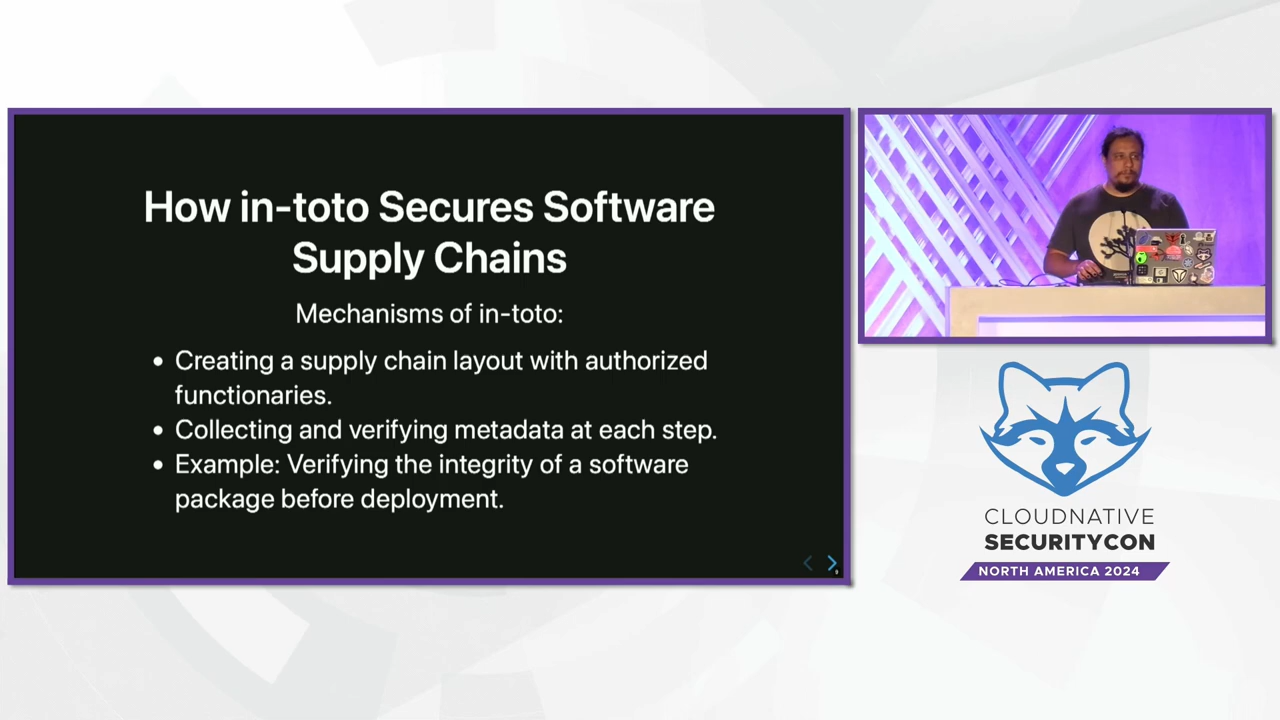 How in-toto Secures Software
Supply Chains
Mechanisms of in-toto:
• Creating a supply chain layout with authorized
functionaries.
• Collecting and verifying metadata at each step.
• Example: Verifying the integrity of a software
package before deployment.
CLOUDNATIVE
SECURITYCON
NORTH AMERICA 2024